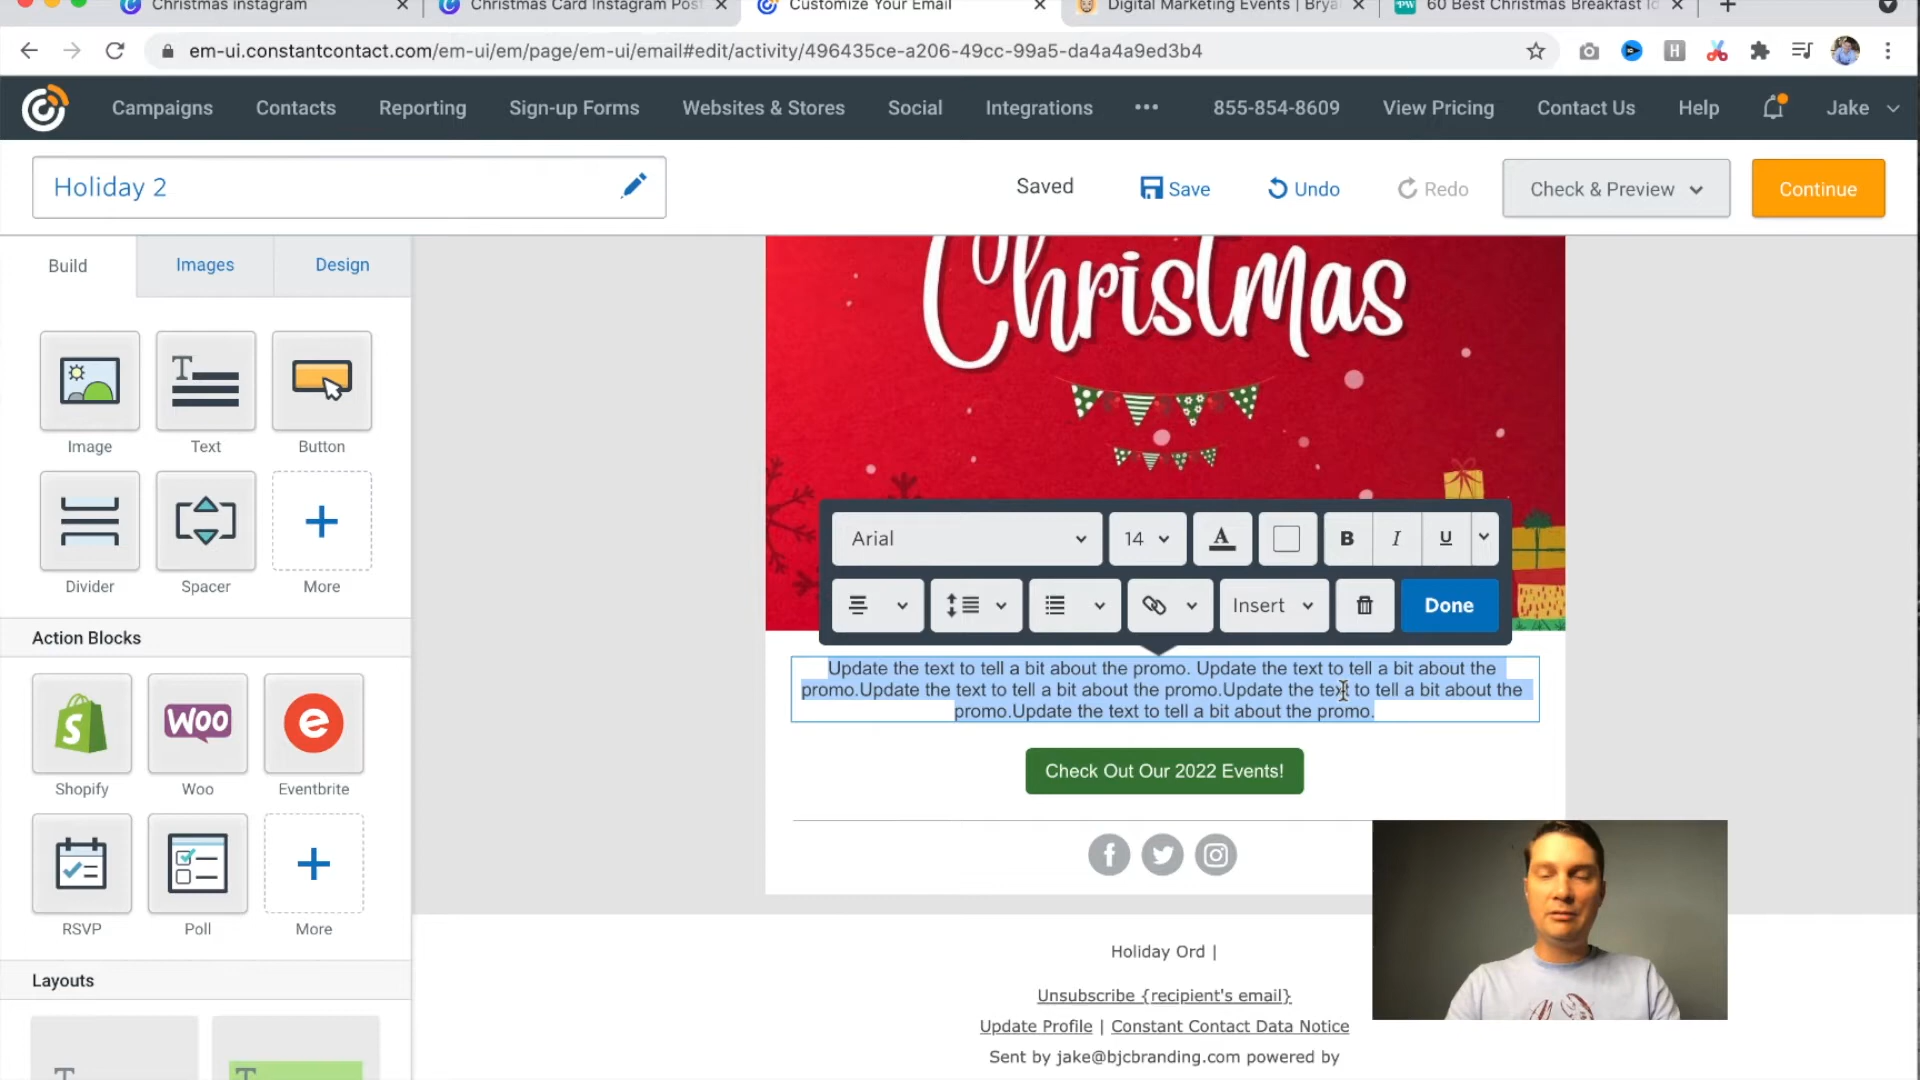 Christmas instagram
Christmas Card Instagram Post
Customize Your Email
Digital Marketing Events | Brya
60 Best Christmas Breakfast Id
em-ui.constantcontact.com/em-ui/em/page/em-ui/email#edit/activity/496435ce-a206-49cc-99a5-da4a4a9ed3b4
Campaigns
Contacts
Reporting
Sign-up Forms
Websites & Stores
Social
Integrations
855-854-8609
View Pricing
Contact Us
Help
Jake
Holiday 2
Saved
Save
Undo
Redo
Check & Preview
Continue
Build
Images
Design
Image
Text
Button
Divider
Spacer
More
Action Blocks
WOO
Shopify
Woo
Eventbrite
RSVP
Poll
More
Layouts
Christmas
Arial
14
A
B
I
U
Insert
Done
Update the text to tell a bit about the promo. Update the text to tell a bit about the
promo.Update the text to tell a bit about the promo.Update the text to tell a bit about the
promo.Update the text to tell a bit about the promo.
Check Out Our 2022 Events!
Holiday Ord |
Unsubscribe {recipient's email}
Update Profile | Constant Contact Data Notice
Sent by jake@bjcbranding.com powered by